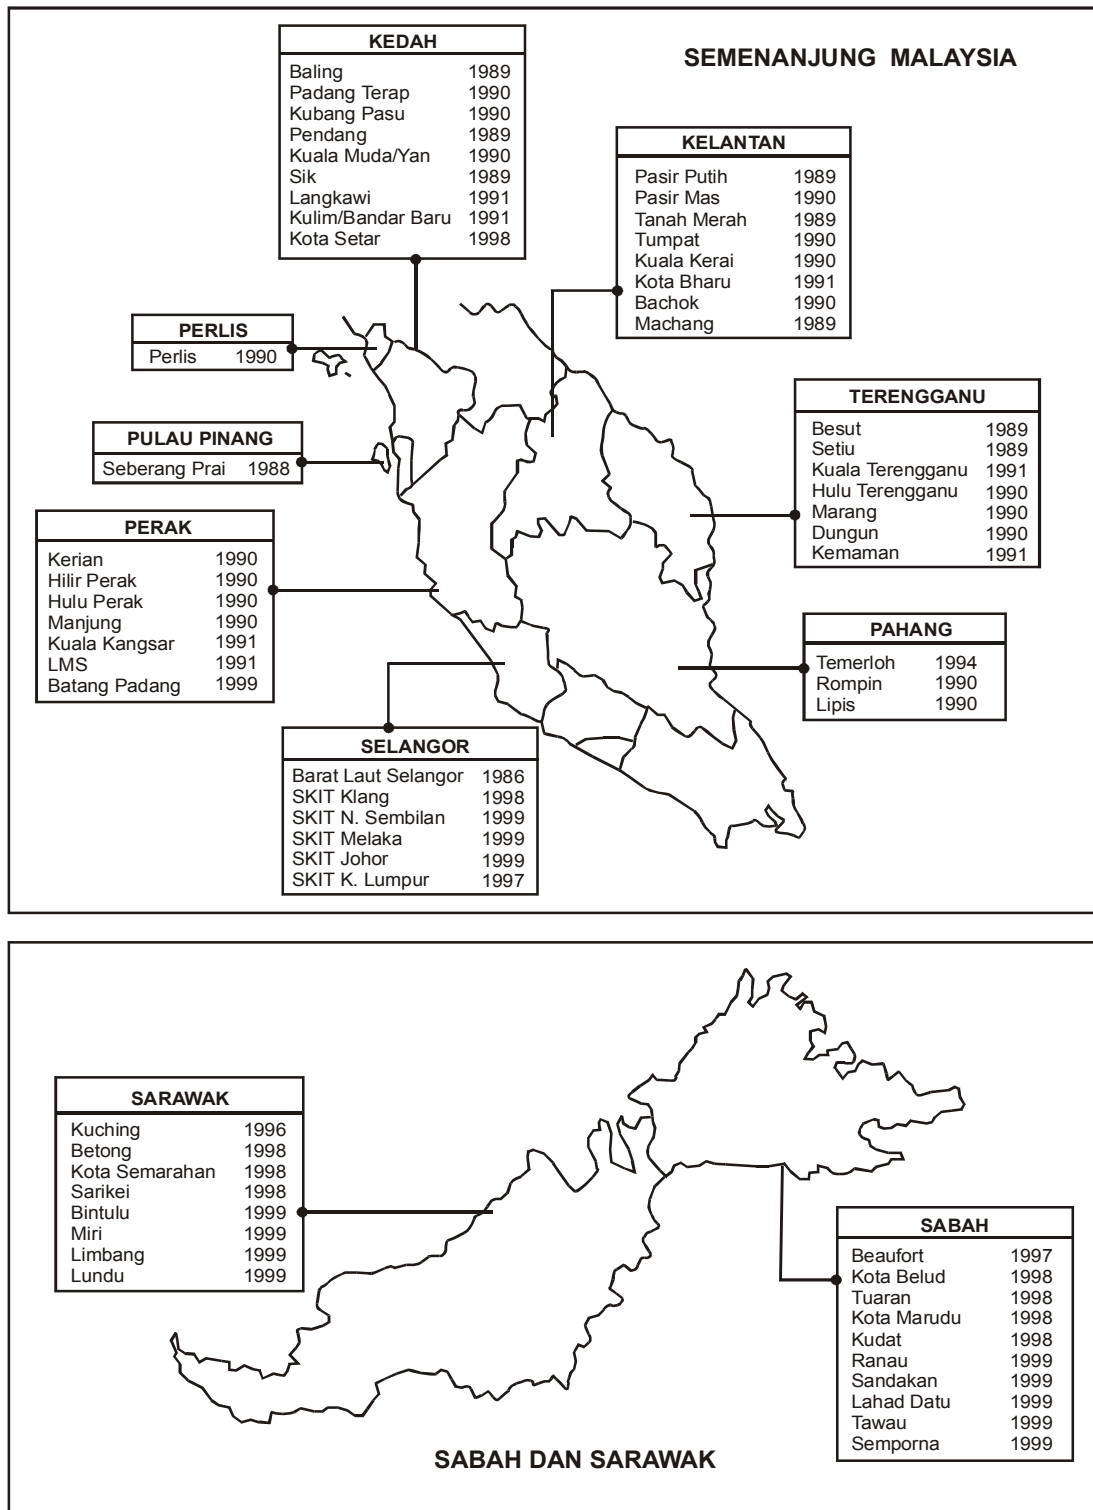 SEMENANJUNG MALAYSIA
KEDAH
Baling 1989
Padang Terap 1990
Kubang Pasu 1990
Pendang 1989
Kuala Muda/Yan 1990
Sik 1989
Langkawi 1991
Kulim/Bandar Baru 1991
Kota Setar 1998
KELANTAN
Pasir Putih 1989
Pasir Mas 1990
Tanah Merah 1989
Tumpat 1990
Kuala Kerai 1990
Kota Bharu 1991
Bachok 1990
Machang 1989
PERLIS
Perlis 1990
TERENGGANU
Besut 1989
Setiu 1989
Kuala Terengganu 1991
Hulu Terengganu 1990
Marang 1990
Dungun 1990
Kemaman 1991
PULAU PINANG
Seberang Prai 1988
PERAK
Kerian 1990
Hilir Perak 1990
Hulu Perak 1990
Manjung 1990
Kuala Kangsar 1991
LMS 1991
Batang Padang 1999
PAHANG
Temerloh 1994
Rompin 1990
Lipis 1990
SELANGOR
Barat Laut Selangor 1986
SKIT Klang 1998
SKIT N. Sembilan 1999
SKIT Melaka 1999
SKIT Johor 1999
SKIT K. Lumpur 1997
SARAWAK
Kuching 1996
Betong 1998
Kota Semarahan 1998
Sarikei 1998
Bintulu 1999
Miri 1999
Limbang 1999
Lundu 1999
SABAH
Beaufort 1997
Kota Belud 1998
Tuaran 1998
Kota Marudu 1998
Kudat 1998
Ranau 1999
Sandakan 1999
Lahad Datu 1999
Tawau 1999
Semporna 1999
SABAH DAN SARAWAK